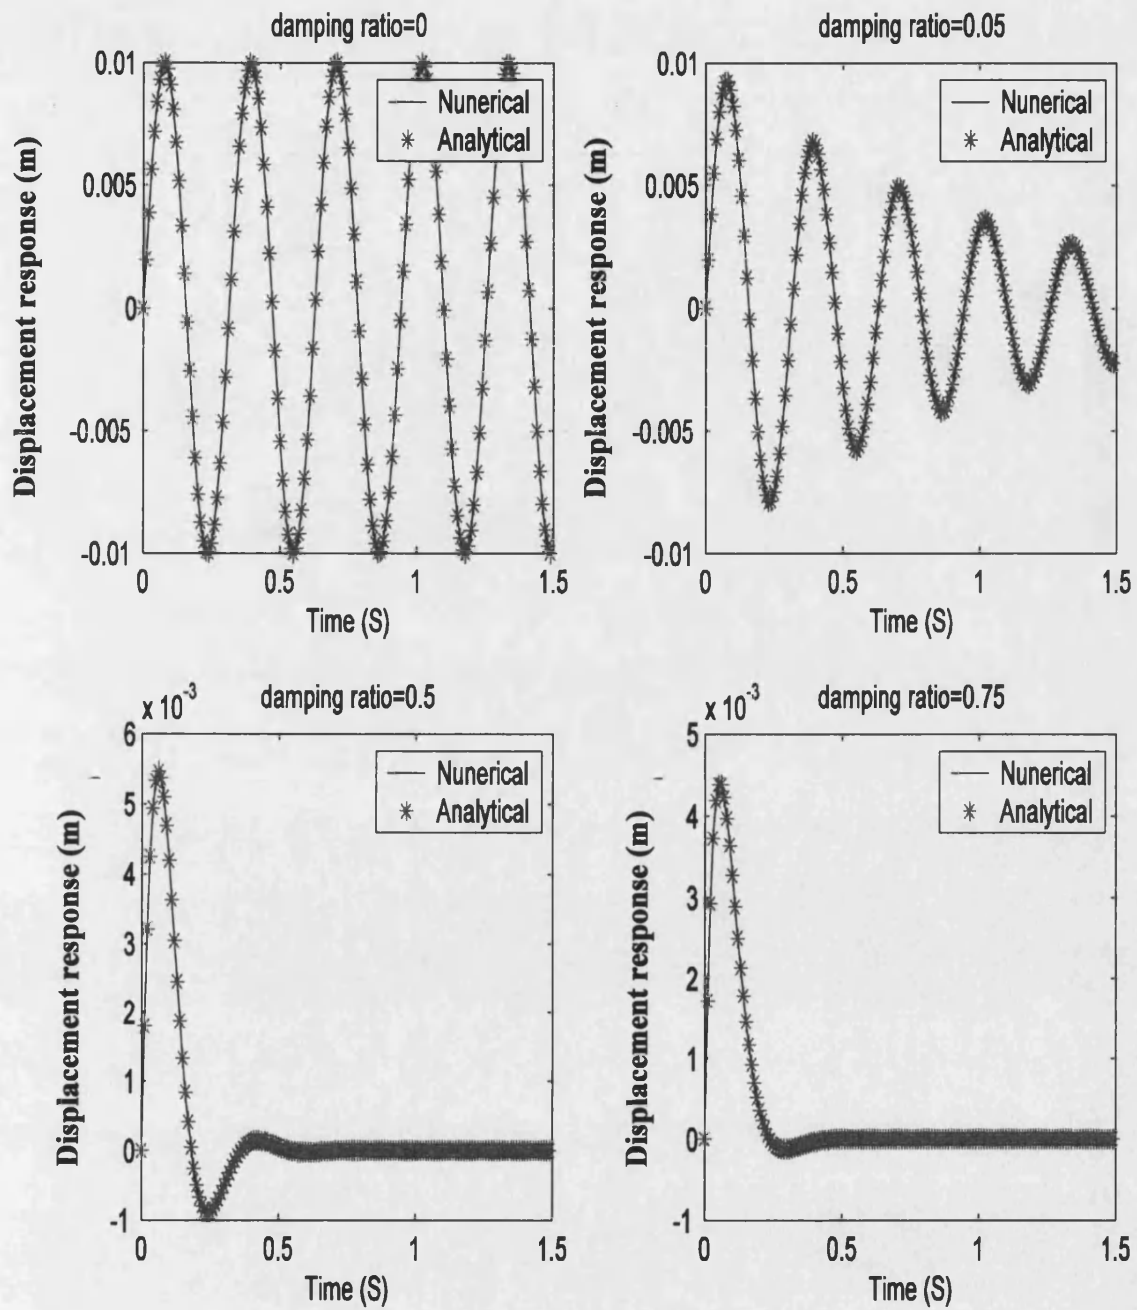 damping ratio=0
0.01
0.005
0
-0.005
-0.01
Displacement response (m)
Nunerical
Analytical
0
0.5
1
1.5
Time (S)
damping ratio=0.05
0.01
0.005
0
-0.005
-0.01
Displacement response (m)
Nunerical
Analytical
0
0.5
1
1.5
Time (S)
damping ratio=0.5
x 10^-3
6
5
4
3
2
1
0
-1
Displacement response (m)
Nunerical
Analytical
0
0.5
1
1.5
Time (S)
damping ratio=0.75
x 10^-3
5
4
3
2
1
0
-1
Displacement response (m)
Nunerical
Analytical
0
0.5
1
1.5
Time (S)